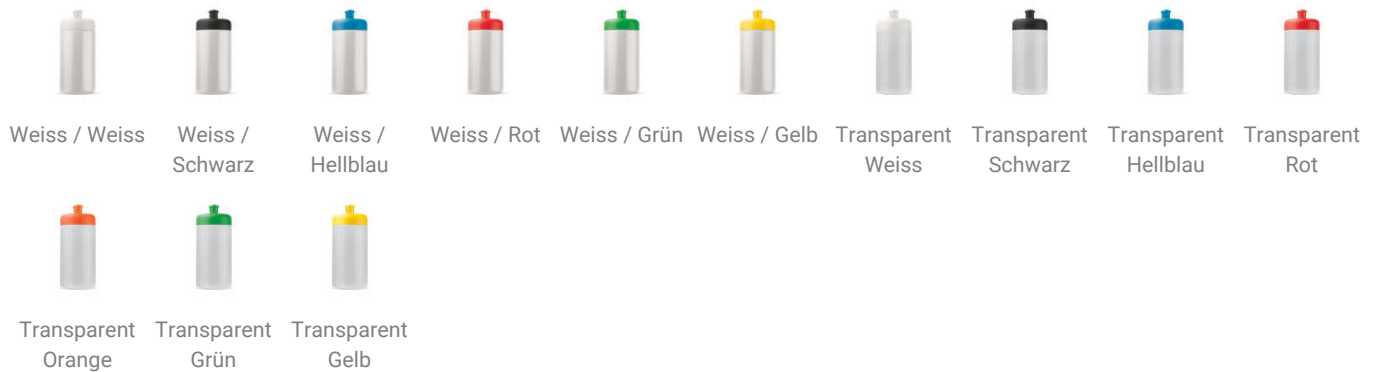 Weiss / Weiss
Weiss /
Schwarz
Weiss /
Hellblau
Weiss / Rot
Weiss / Grün
Weiss / Gelb
Transparent
Weiss
Transparent
Schwarz
Transparent
Hellblau
Transparent
Rot
Transparent
Orange
Transparent
Grün
Transparent
Gelb